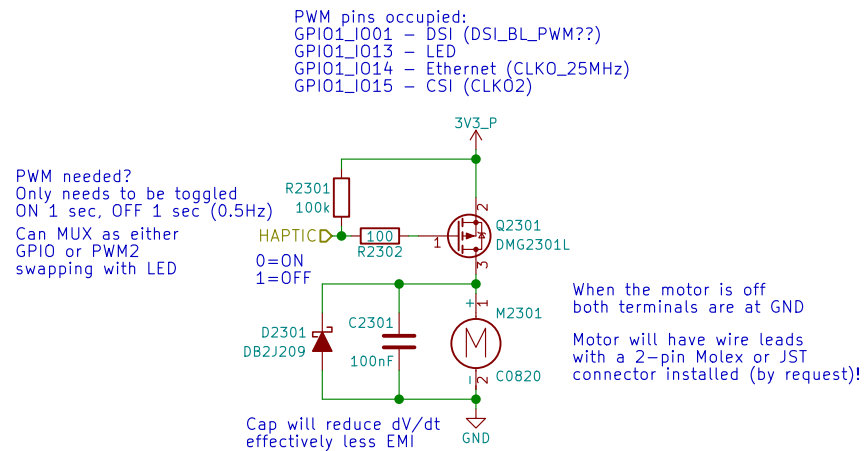 PWM pins occupied:
GPIO1_IO01 – DSI (DSI_BL_PWM??)
GPIO1_IO13 – LED
GPIO1_IO14 – Ethernet (CLKO_25MHz)
GPIO1_IO15 – CSI (CLKO2)
3V3_P
PWM needed?
Only needs to be toggled
ON 1 sec, OFF 1 sec (0.5Hz)
Can MUX as either
GPIO or PWM2
swapping with LED
R2301
100k
HAPTIC
100
R2302
0=ON
1=OFF
1
2
3
Q2301
DMG2301L
D2301
DB2J209
C2301
100nF
+
1
M2301
M
C0820
–
2
GND
When the motor is off
both terminals are at GND
Motor will have wire leads
with a 2–pin Molex or JST
connector installed (by request)!
Cap will reduce dV/dt
effectively less EMI